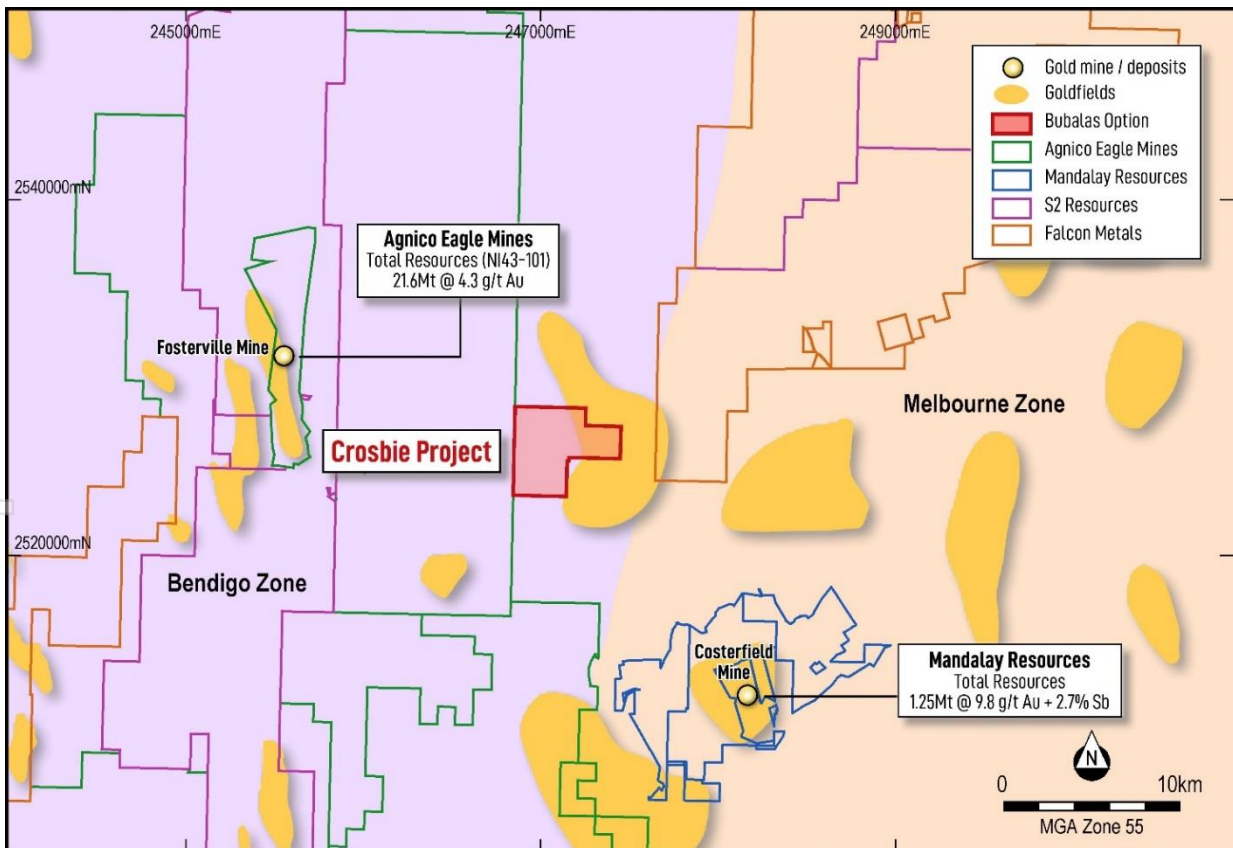 245000mE
247000mE
249000mE
Gold mine / deposits
Goldfields
Bubalas Option
Agnico Eagle Mines
Mandalay Resources
S2 Resources
Falcon Metals
2540000mN
Agnico Eagle Mines
Total Resources (NI43-101)
21.6Mt @ 4.3 g/t Au
Fosterville Mine
Melbourne Zone
Crosbie Project
2520000mN
Bendigo Zone
Costerfield
Mine
Mandalay Resources
Total Resources
1.25Mt @ 9.8 g/t Au + 2.7% Sb
N
0
10km
MGA Zone 55